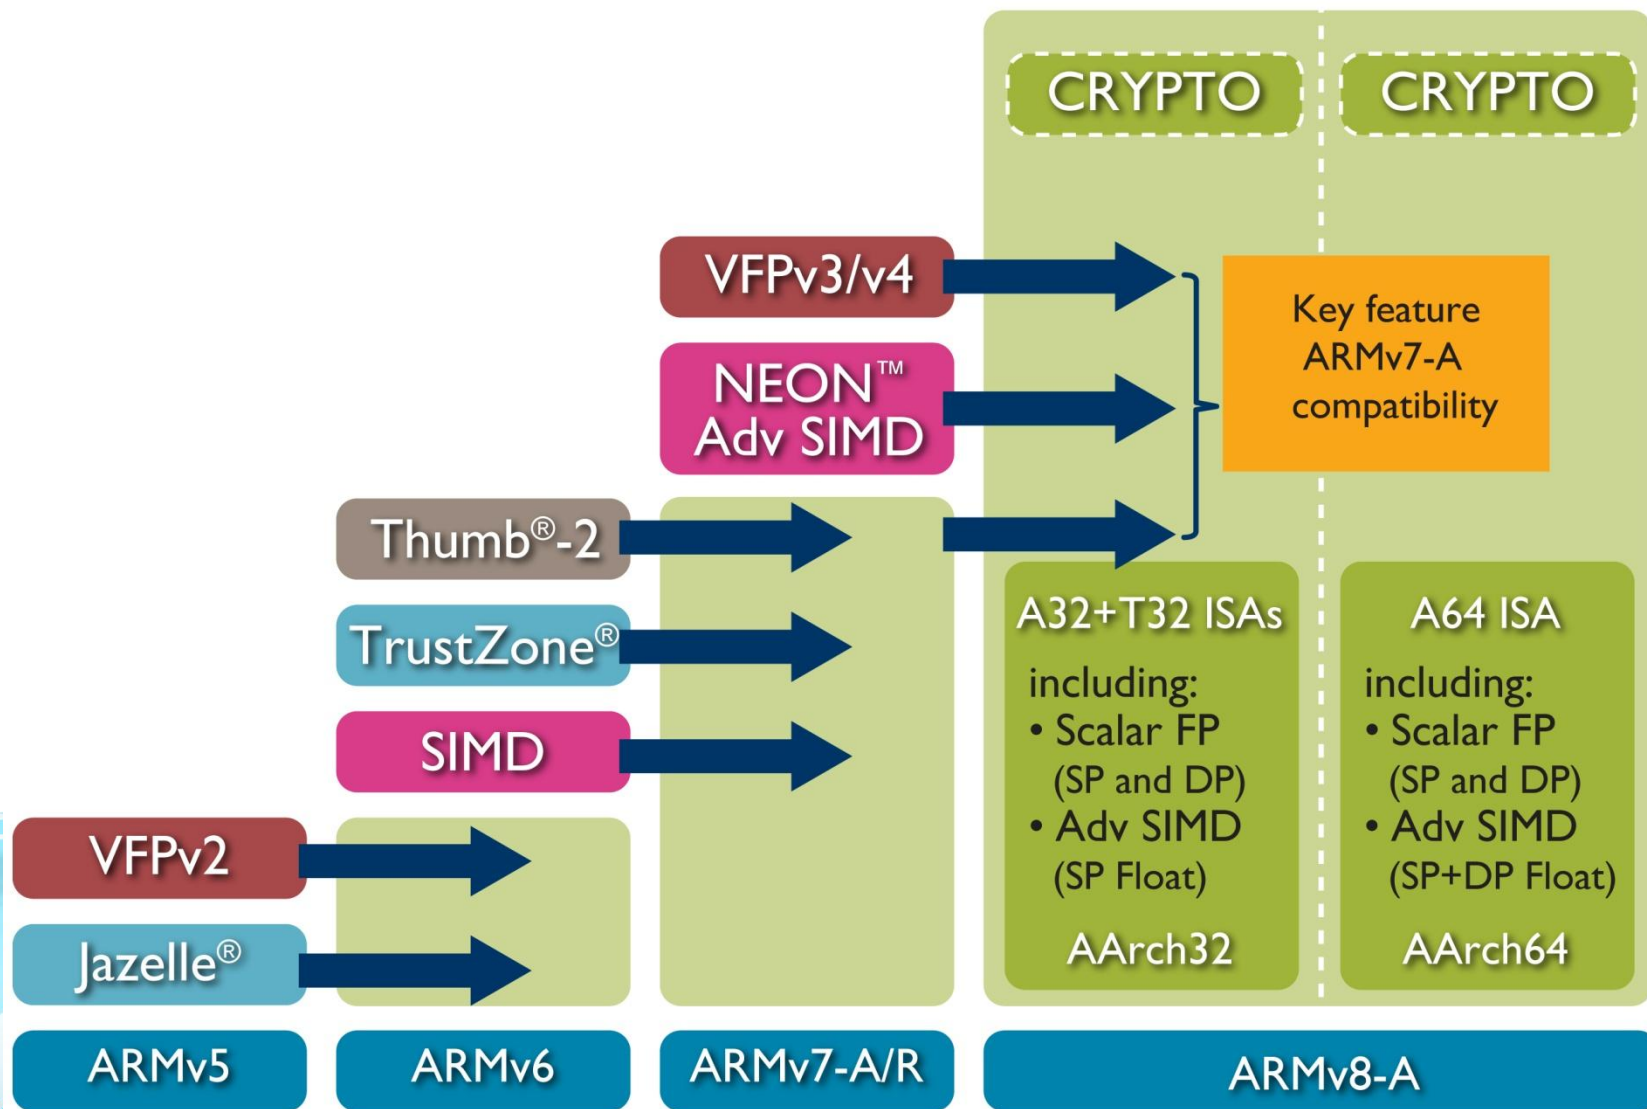 CRYPTO
CRYPTO
VFPv3/v4
Key feature
ARMv7-A
compatibility
NEON™
Adv SIMD
Thumb®-2
TrustZone®
SIMD
A32+T32 ISAs
including:
• Scalar FP
(SP and DP)
• Adv SIMD
(SP Float)
AArch32
A64 ISA
including:
• Scalar FP
(SP and DP)
• Adv SIMD
(SP+DP Float)
AArch64
VFPv2
Jazelle®
ARMv5
ARMv6
ARMv7-A/R
ARMv8-A